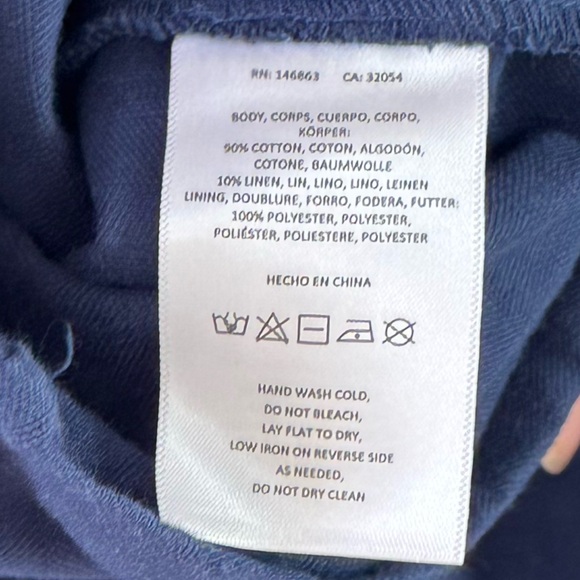 RN: 146863 CA: 32054
BODY, CORPS, CUERPO, CORPO,
KÖRPER:
90% COTTON, COTON, ALGODÓN,
COTONE, BAUMWOLLE
10% LINEN, LIN, LINO, LINO, LEINEN
LINING, DOUBLURE, FORRO, FODERA, FUTTER:
100% POLYESTER, POLYESTER,
POLIÉSTER, POLIESTERE, POLYESTER
HECHO EN CHINA
HAND WASH COLD,
DO NOT BLEACH,
LAY FLAT TO DRY,
LOW IRON ON REVERSE SIDE
AS NEEDED,
DO NOT DRY CLEAN